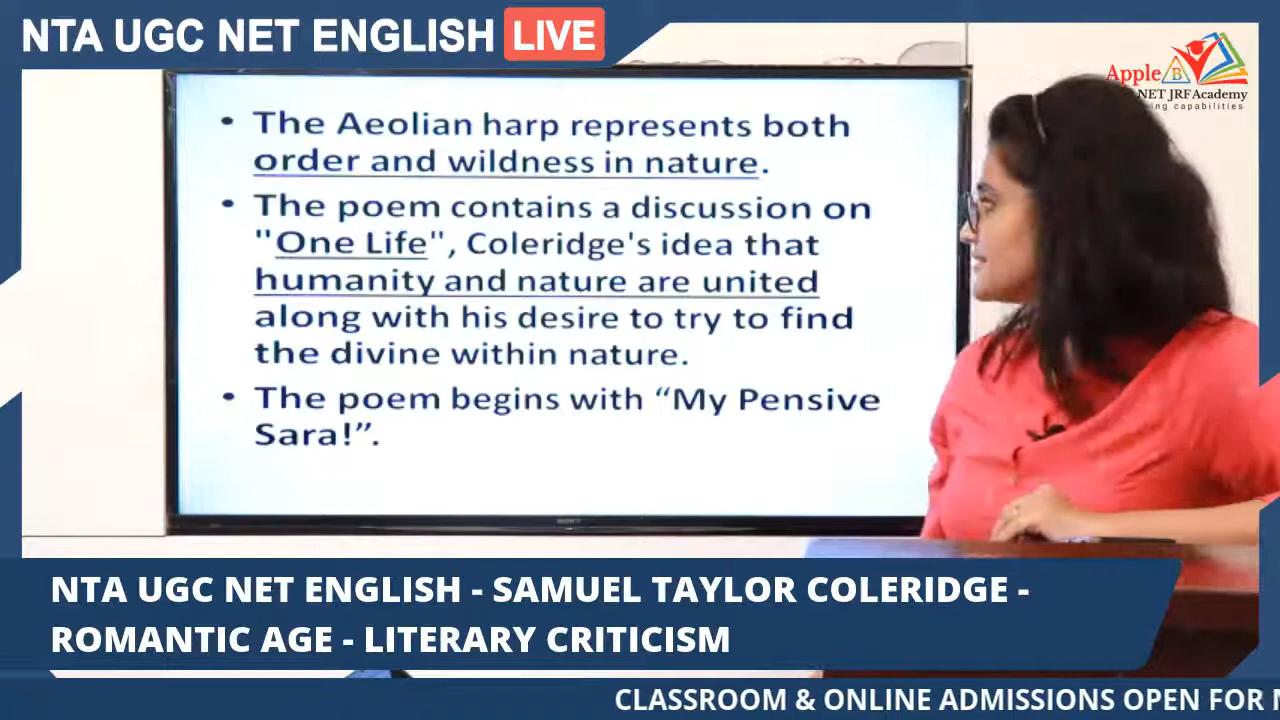 NTA UGC NET ENGLISH LIVE
Apple B
NET JRF Academy
ing capabilities
• The Aeolian harp represents both
order and wildness in nature.
• The poem contains a discussion on
"One Life", Coleridge's idea that
humanity and nature are united
along with his desire to try to find
the divine within nature.
• The poem begins with “My Pensive
Sara!”.
SONY
NTA UGC NET ENGLISH - SAMUEL TAYLOR COLERIDGE -
ROMANTIC AGE - LITERARY CRITICISM
CLASSROOM & ONLINE ADMISSIONS OPEN FOR